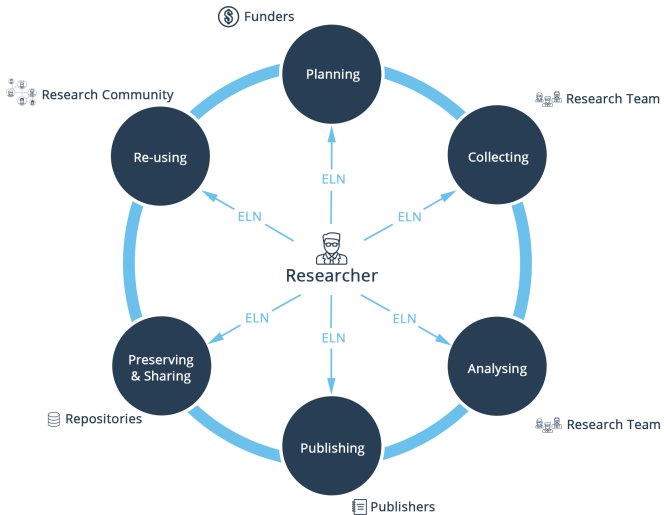 Funders
Planning
Research Community
Research Team
Re-using
Collecting
ELN
ELN
ELN
Researcher
ELN
ELN
ELN
Preserving
& Sharing
Analysing
Repositories
Research Team
Publishing
Publishers